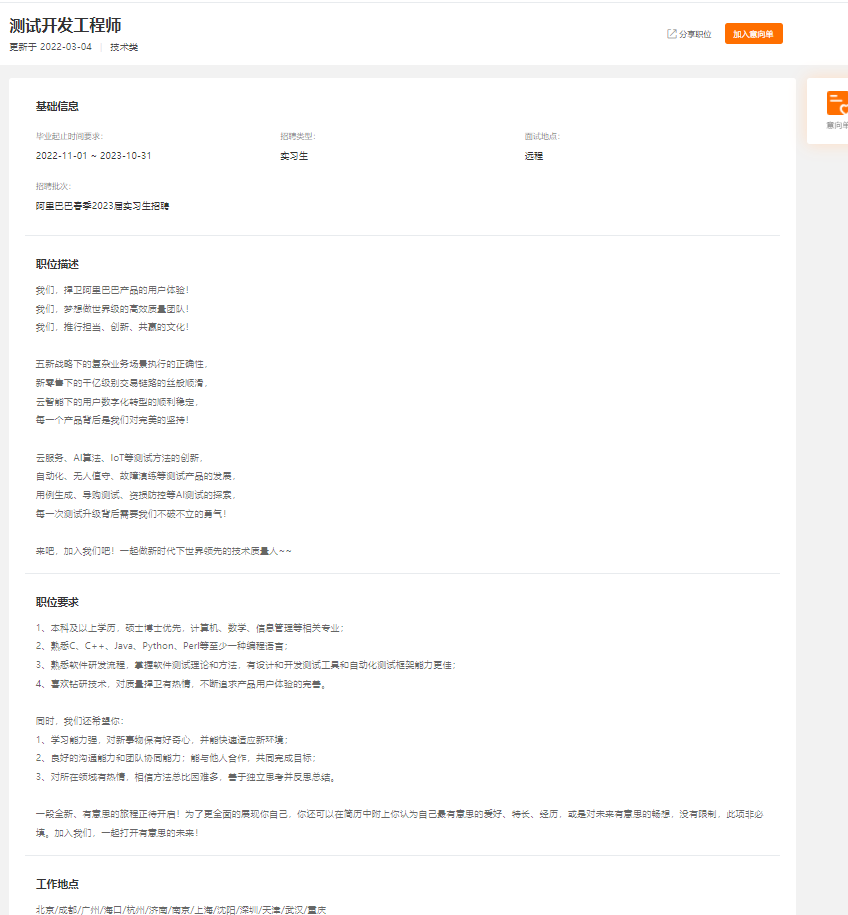 测试开发工程师
更新于 2022-03-04 | 技术类
分享职位
加入意向单
意向单
基础信息
毕业起止时间要求: 招聘类型: 面试地点:
2022-11-01 ~ 2023-10-31 实习生 远程
招聘批次:
阿里巴巴春季2023届实习生招聘
职位描述
我们，捍卫阿里巴巴产品的用户体验！
我们，梦想做世界级的高效质量团队！
我们，推行担当、创新、共赢的文化！
五新战略下的复杂业务场景执行的正确性，
新零售下的千亿级别交易链路的丝般顺滑，
云智能下的用户数字化转型的顺利稳定，
每一个产品背后是我们对完美的坚持！
云服务、AI算法、IoT等测试方法的创新，
自动化、无人值守、故障演练等测试产品的发展，
用例生成、导购测试、资损防控等AI测试的探索，
每一次测试升级背后需要我们不破不立的勇气！
来吧，加入我们吧！一起做新时代下世界领先的技术质量人~~
职位要求
1、本科及以上学历，硕士博士优先，计算机、数学、信息管理等相关专业；
2、熟悉C、C++、Java、Python、Perl等至少一种编程语言；
3、熟悉软件研发流程，掌握软件测试理论和方法，有设计和开发测试工具和自动化测试框架能力更佳；
4、喜欢钻研技术，对质量捍卫有热情，不断追求产品用户体验的完善。
同时，我们还希望你：
1、学习能力强，对新事物保有好奇心，并能快速适应新环境；
2、良好的沟通能力和团队协同能力；能与他人合作，共同完成目标；
3、对所在领域有热情，相信方法总比困难多，善于独立思考并反思总结。
一段全新、有意思的旅程正待开启！为了更全面的展现你自己，你还可以在简历中附上你认为自己最有意思的爱好、特长、经历，或是对未来有意思的畅想，没有限制，此项非必
填。加入我们，一起打开有意思的未来！
工作地点
北京/成都/广州/海口/杭州/济南/南京/上海/沈阳/深圳/天津/武汉/重庆